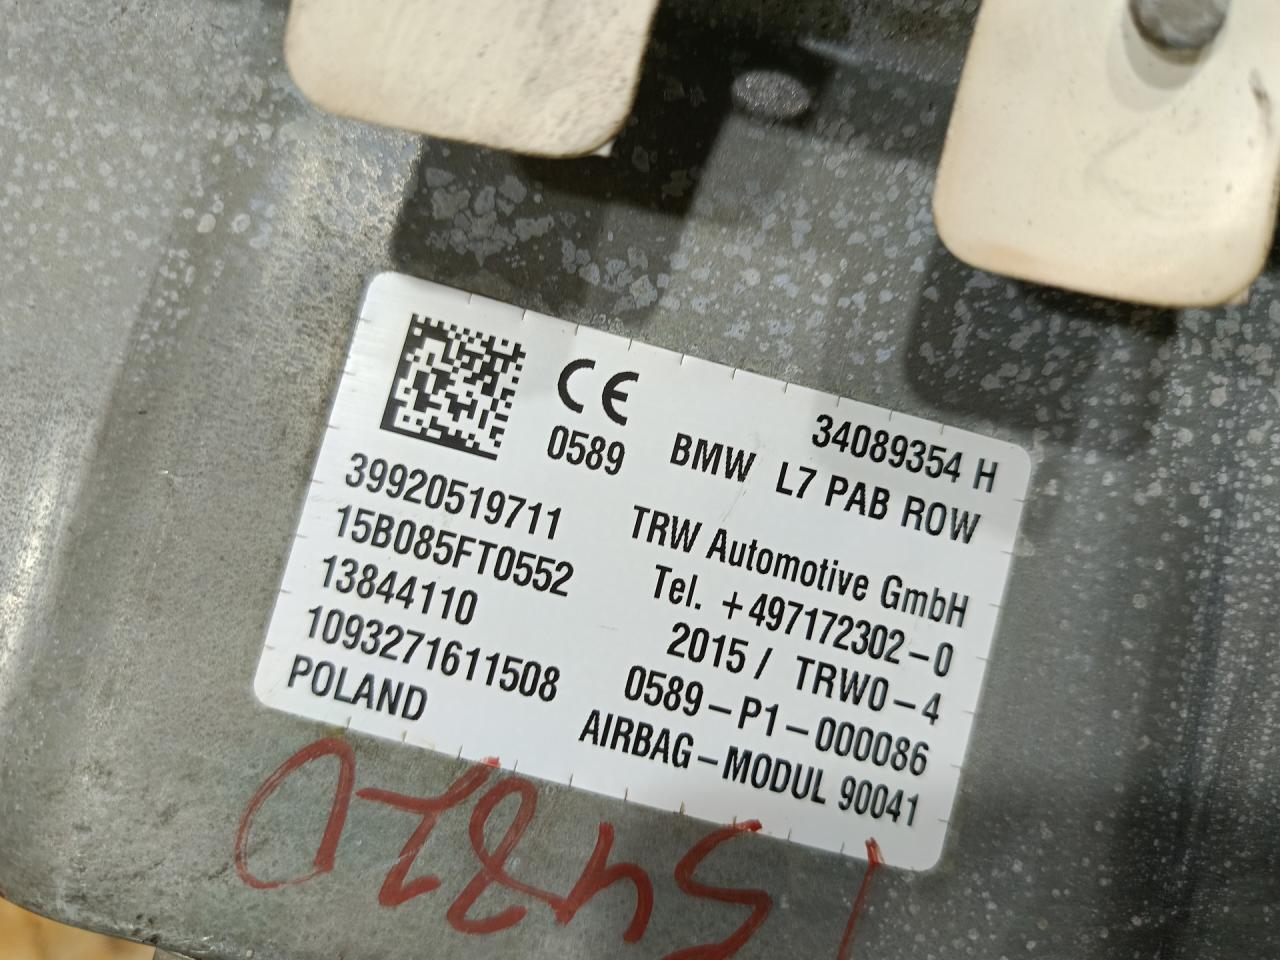 CE
0589
34089354 H
BMW L7 PAB ROW
39920519711
15B085FT0552
13844110
1093271611508
POLAND
TRW Automotive GmbH
Tel. +497172302-0
2015/ TRW0-4
0589-P1-000086
AIRBAG-MODUL 90041